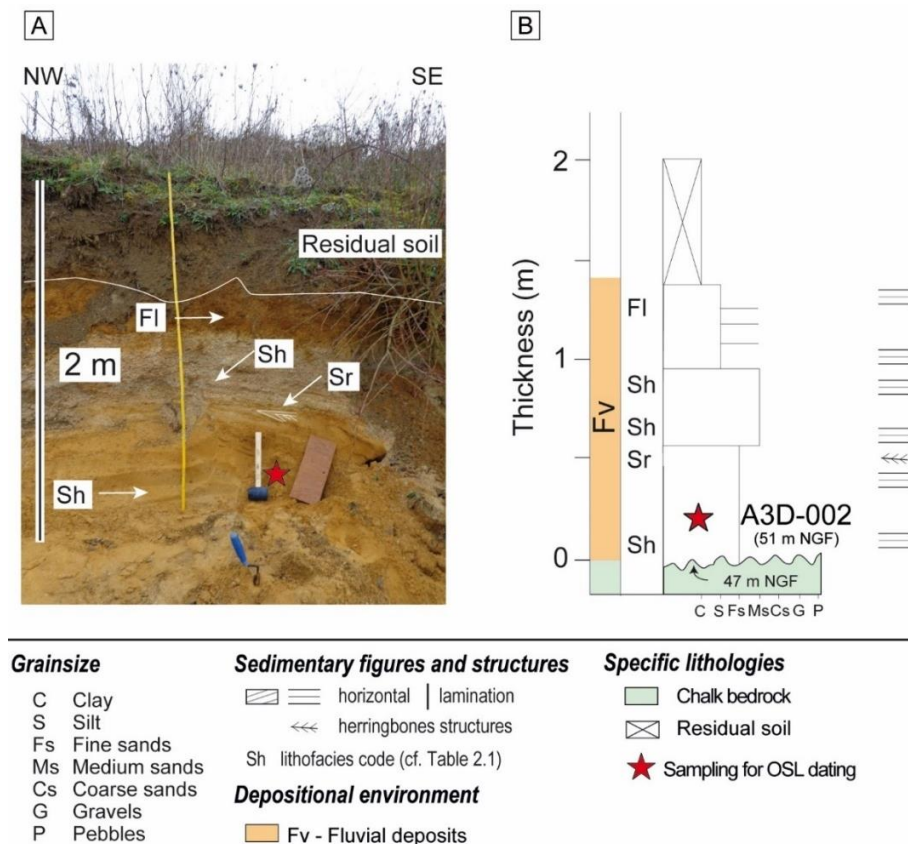 A
B
NW
SE
Residual soil
Fl
Sh
Sr
2 m
Sh
Thickness (m)
2
1
0
Fv
Fl
Sh
Sh
Sr
Sh
A3D-002
(51 m NGF)
47 m NGF
C S Fs Ms Cs G P
Grainsize
C Clay
S Silt
Fs Fine sands
Ms Medium sands
Cs Coarse sands
G Gravels
P Pebbles
Sedimentary figures and structures
horizontal | lamination
herringbones structures
Sh lithofacies code (cf. Table 2.1)
Depositional environment
Fv - Fluvial deposits
Specific lithologies
Chalk bedrock
Residual soil
Sampling for OSL dating